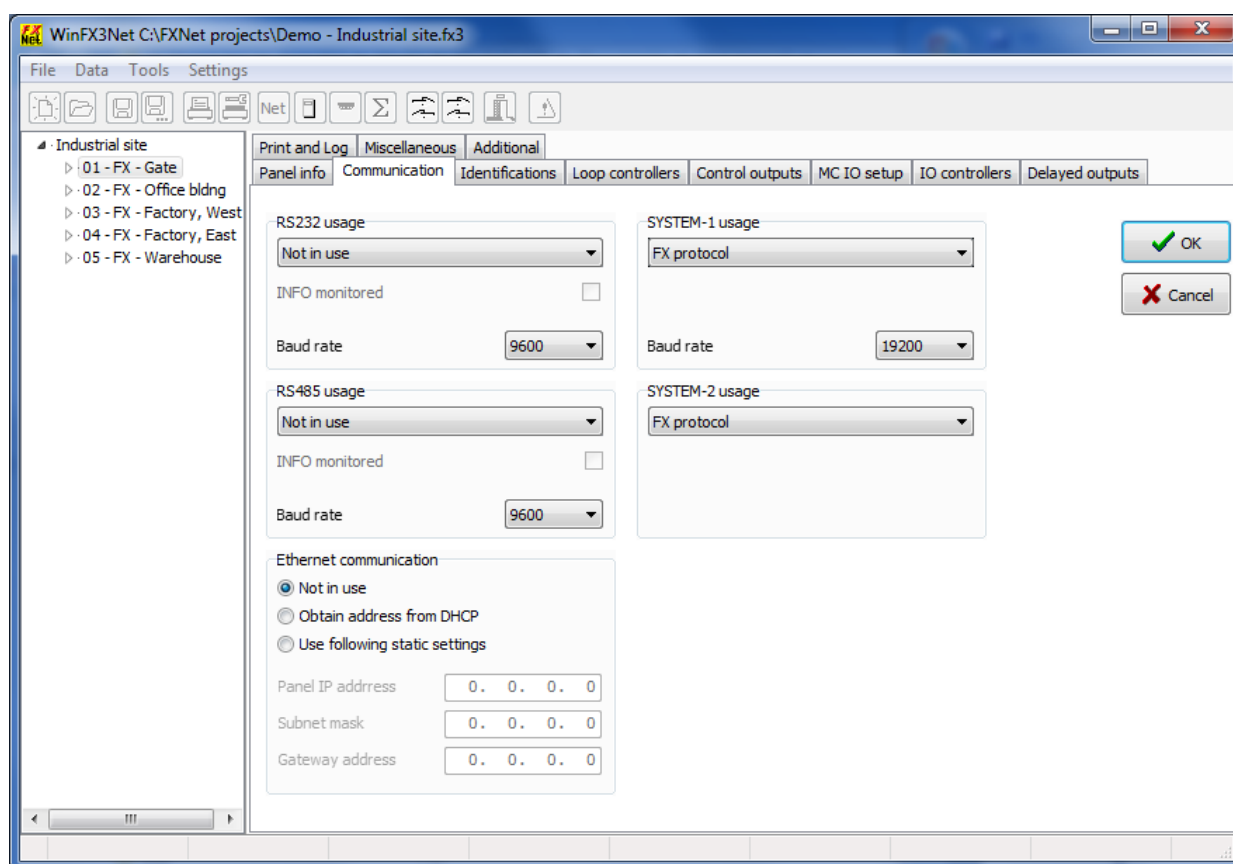 WinFX3Net C:\FXNet projects\Demo - Industrial site.fx3
File Data Tools Settings
Net Σ
Industrial site
01 - FX - Gate
02 - FX - Office bldng
03 - FX - Factory, West
04 - FX - Factory, East
05 - FX - Warehouse
Print and Log Miscellaneous Additional
Panel info Communication Identifications Loop controllers Control outputs MC IO setup IO controllers Delayed outputs
RS232 usage
Not in use
INFO monitored
Baud rate 9600
SYSTEM-1 usage
FX protocol
Baud rate 19200
OK
Cancel
RS485 usage
Not in use
INFO monitored
Baud rate 9600
SYSTEM-2 usage
FX protocol
Ethernet communication
Not in use
Obtain address from DHCP
Use following static settings
Panel IP addrress 0. 0. 0. 0
Subnet mask 0. 0. 0. 0
Gateway address 0. 0. 0. 0